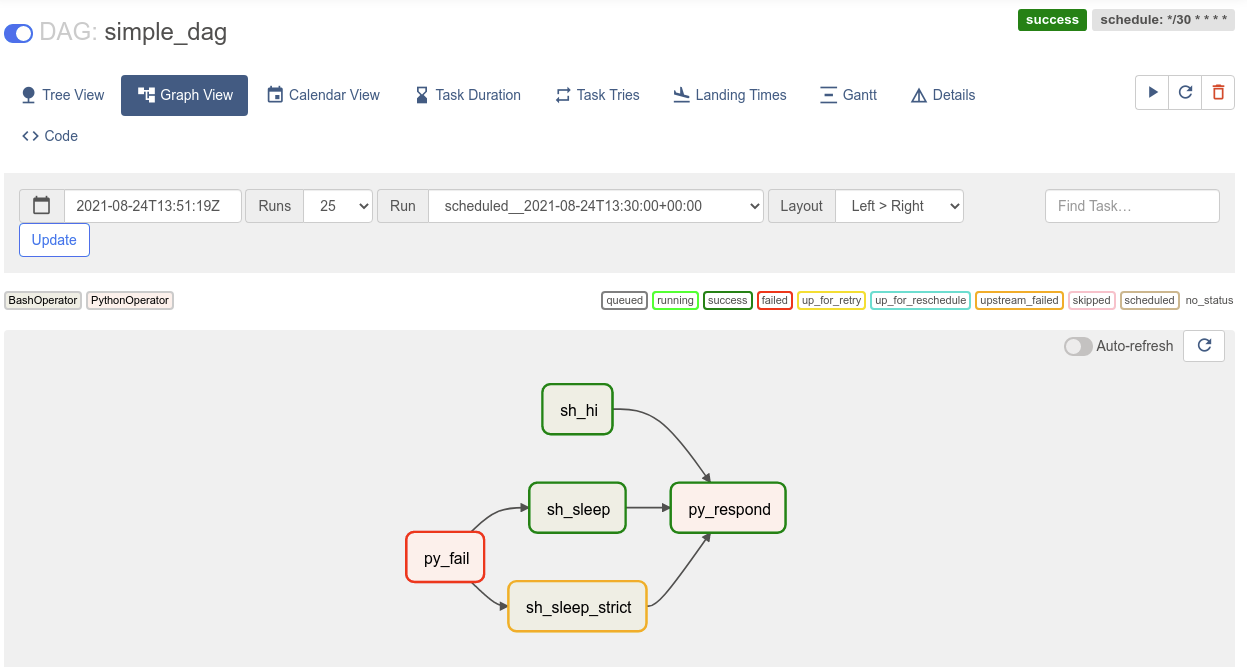 DAG: simple_dag
success
schedule: */30 * * * *
Tree View
Graph View
Calendar View
Task Duration
Task Tries
Landing Times
Gantt
Details
Code
2021-08-24T13:51:19Z
Runs
25
Run
scheduled__2021-08-24T13:30:00+00:00
Layout
Left > Right
Find Task…
Update
BashOperator
PythonOperator
queued
running
success
failed
up_for_retry
up_for_reschedule
upstream_failed
skipped
scheduled
no_status
Auto-refresh
sh_hi
sh_sleep
py_respond
py_fail
sh_sleep_strict